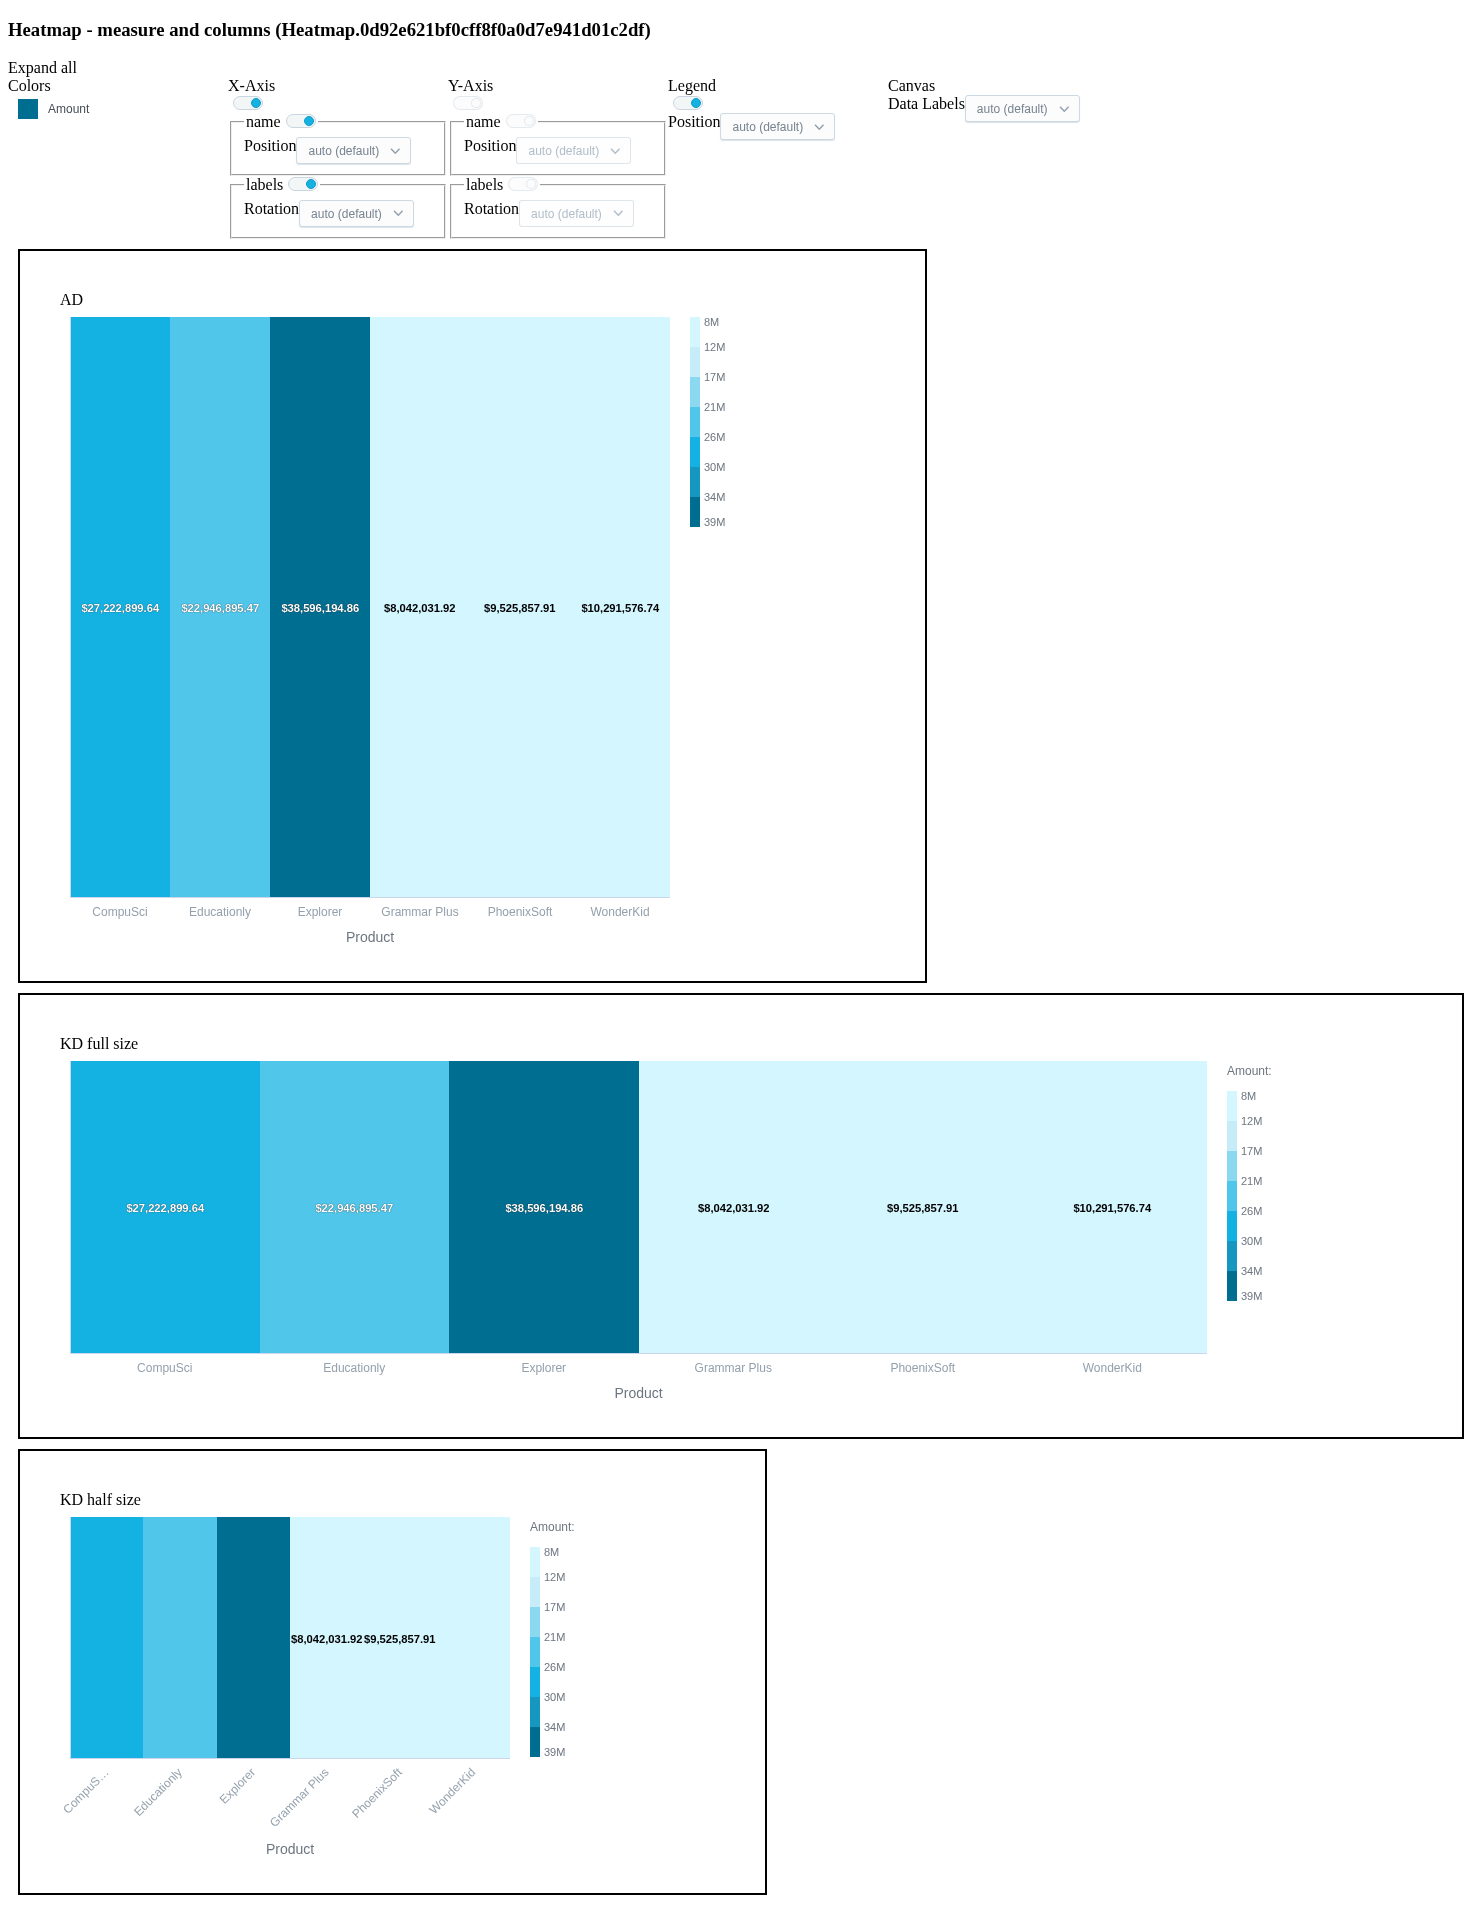 Heatmap - measure and columns (Heatmap.0d92e621bf0cff8f0a0d7e941d01c2df)
Expand all
Colors
Amount
X-Axis
name
Position auto (default)
labels
Rotation auto (default)
Y-Axis
name
Position auto (default)
labels
Rotation auto (default)
Legend
Position auto (default)
Canvas
Data Labels auto (default)
AD
$27,222,899.64 $22,946,895.47 $38,596,194.86 $8,042,031.92 $9,525,857.91 $10,291,576.74
CompuSci Educationly Explorer Grammar Plus PhoenixSoft WonderKid
Product
8M
12M
17M
21M
26M
30M
34M
39M
KD full size
$27,222,899.64 $22,946,895.47 $38,596,194.86 $8,042,031.92 $9,525,857.91 $10,291,576.74
CompuSci Educationly Explorer Grammar Plus PhoenixSoft WonderKid
Product
Amount:
8M
12M
17M
21M
26M
30M
34M
39M
KD half size
$8,042,031.92 $9,525,857.91
CompuS... Educationly Explorer Grammar Plus PhoenixSoft WonderKid
Product
Amount:
8M
12M
17M
21M
26M
30M
34M
39M